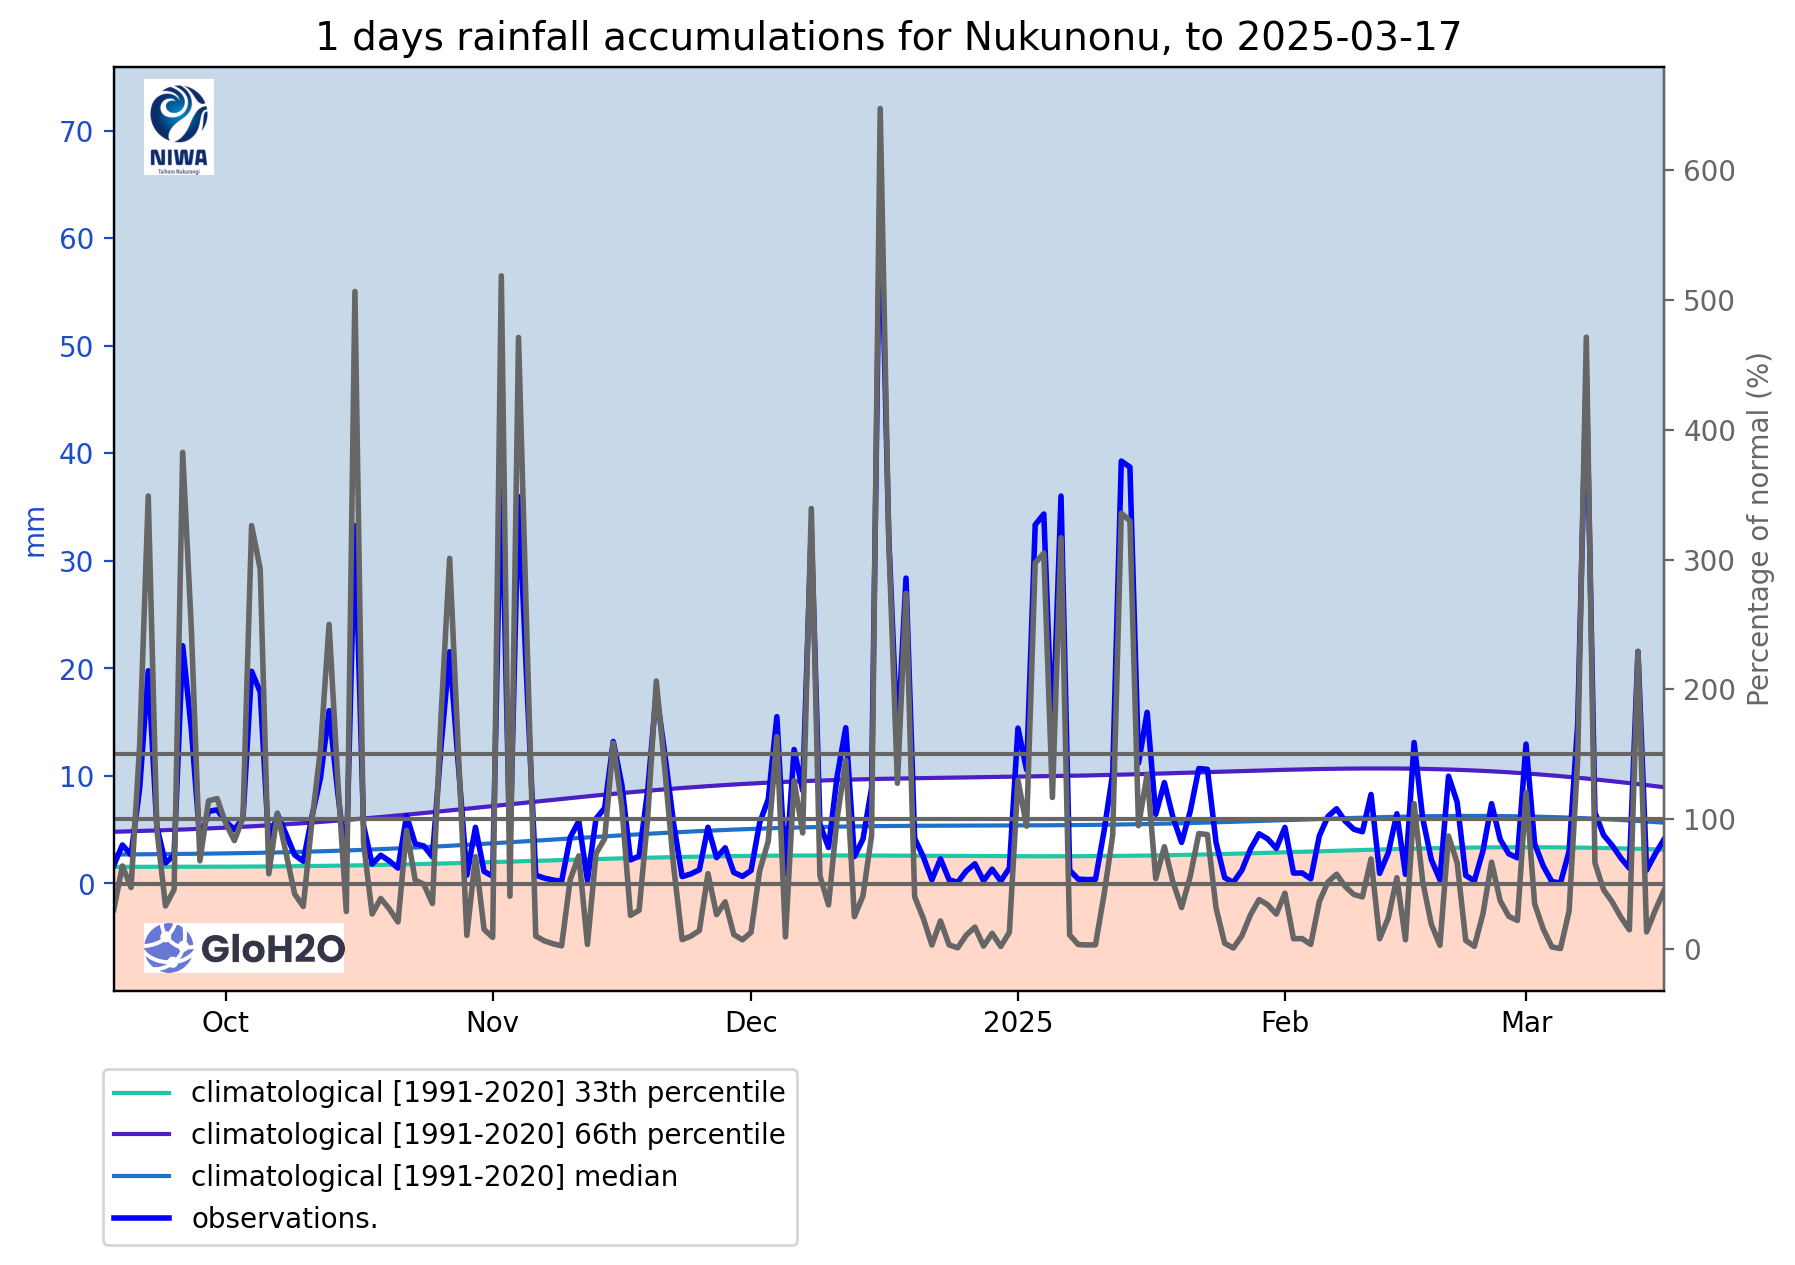 1 days rainfall accumulations for Nukunonu, to 2025-03-17
NIWA
Taihoro Nukurangi
70
60
50
40
30
20
10
0
mm
600
500
400
300
200
100
0
Percentage of normal (%)
GloH2O
Oct
Nov
Dec
2025
Feb
Mar
climatological [1991-2020] 33th percentile
climatological [1991-2020] 66th percentile
climatological [1991-2020] median
observations.